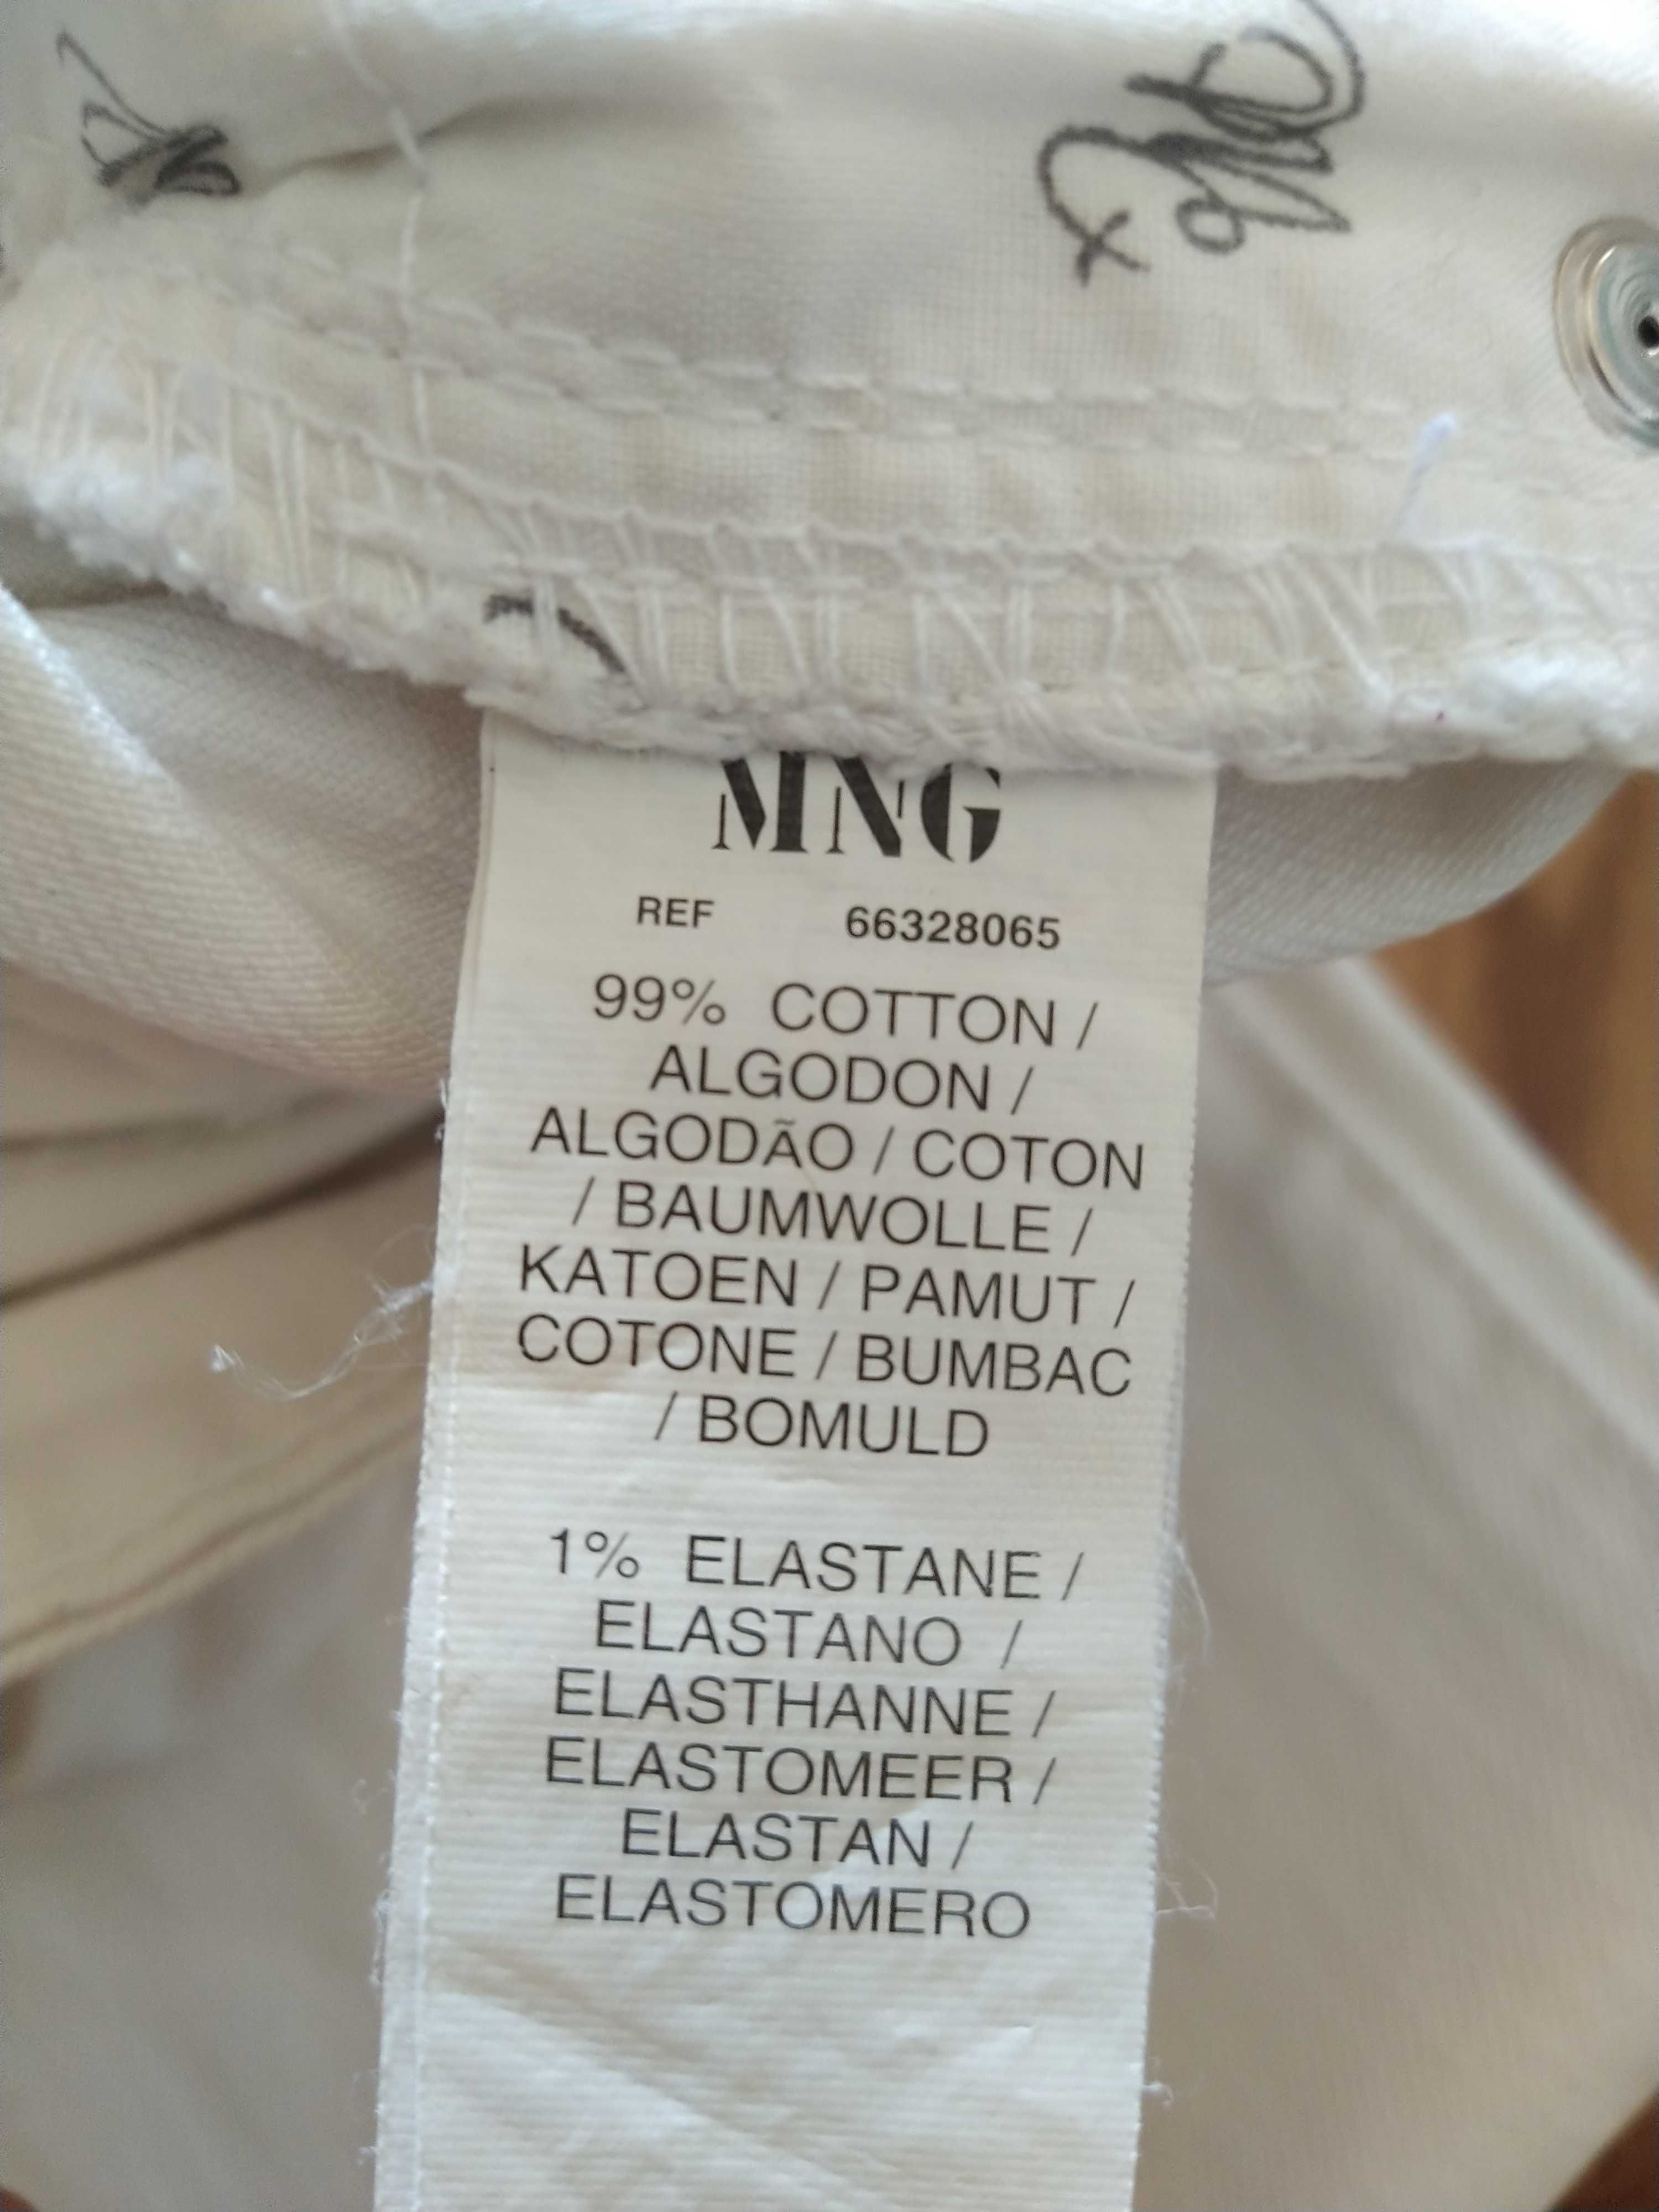 MNG
REF 66328065
99% COTTON /
ALGODON /
ALGODÃO / COTON
/ BAUMWOLLE /
KATOEN / PAMUT /
COTONE / BUMBAC
/ BOMULD
1% ELASTANE /
ELASTANO /
ELASTHANNE /
ELASTOMEER /
ELASTAN /
ELASTOMERO